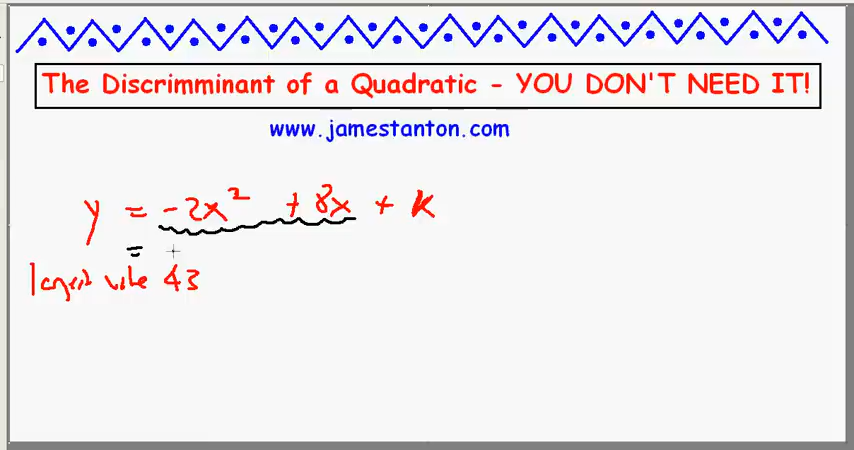 The Discrimminant of a Quadratic - YOU DON'T NEED IT!
www.jamestanton.com
y = -2x² + 8x + k
=
largest value 43